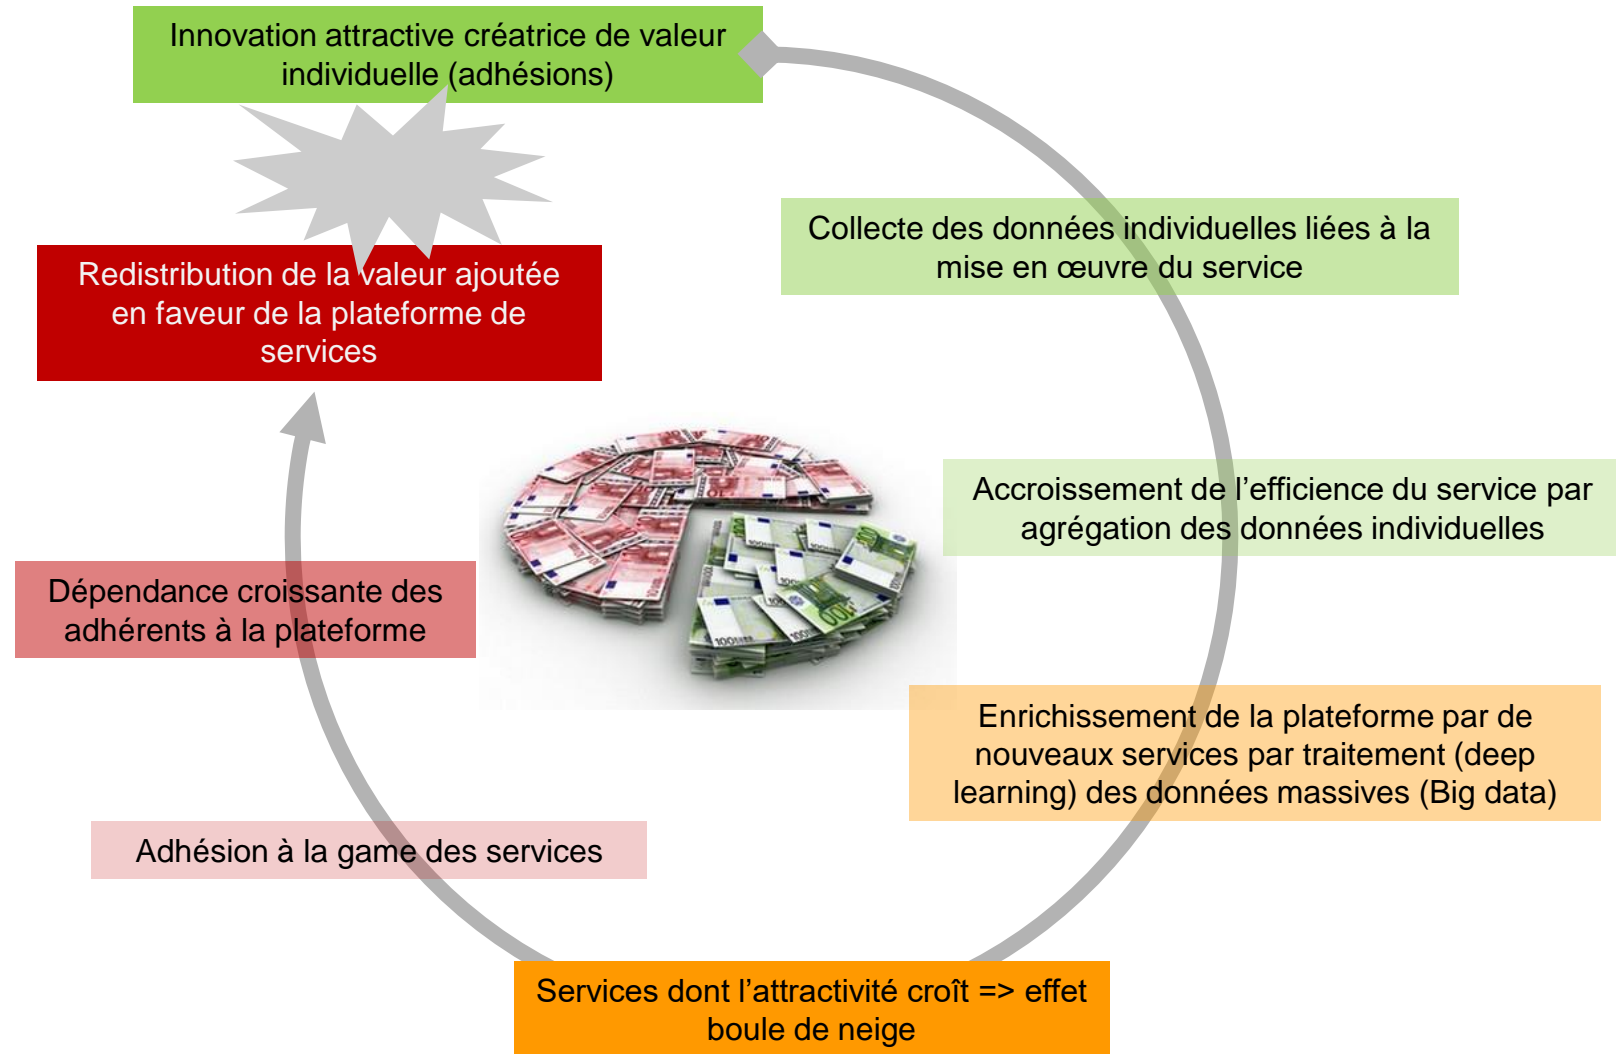 Innovation attractive créatrice de valeur
individuelle (adhésions)
Collecte des données individuelles liées à la
mise en œuvre du service
Redistribution de la valeur ajoutée
en faveur de la plateforme de
services
Accroissement de l’efficience du service par
agrégation des données individuelles
Dépendance croissante des
adhérents à la plateforme
Enrichissement de la plateforme par de
nouveaux services par traitement (deep
learning) des données massives (Big data)
Adhésion à la game des services
Services dont l’attractivité croît => effet
boule de neige